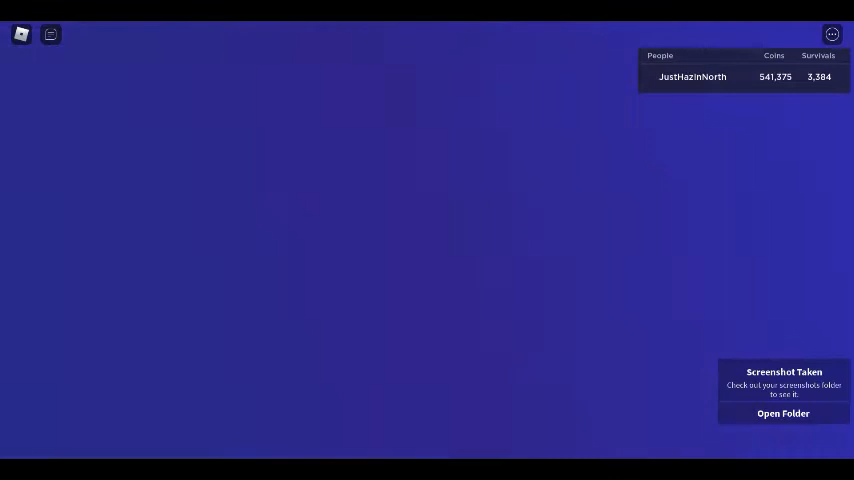 People Coins Survivals
JustHazInNorth 541,375 3,384
Screenshot Taken
Check out your screenshots folder
to see it.
Open Folder